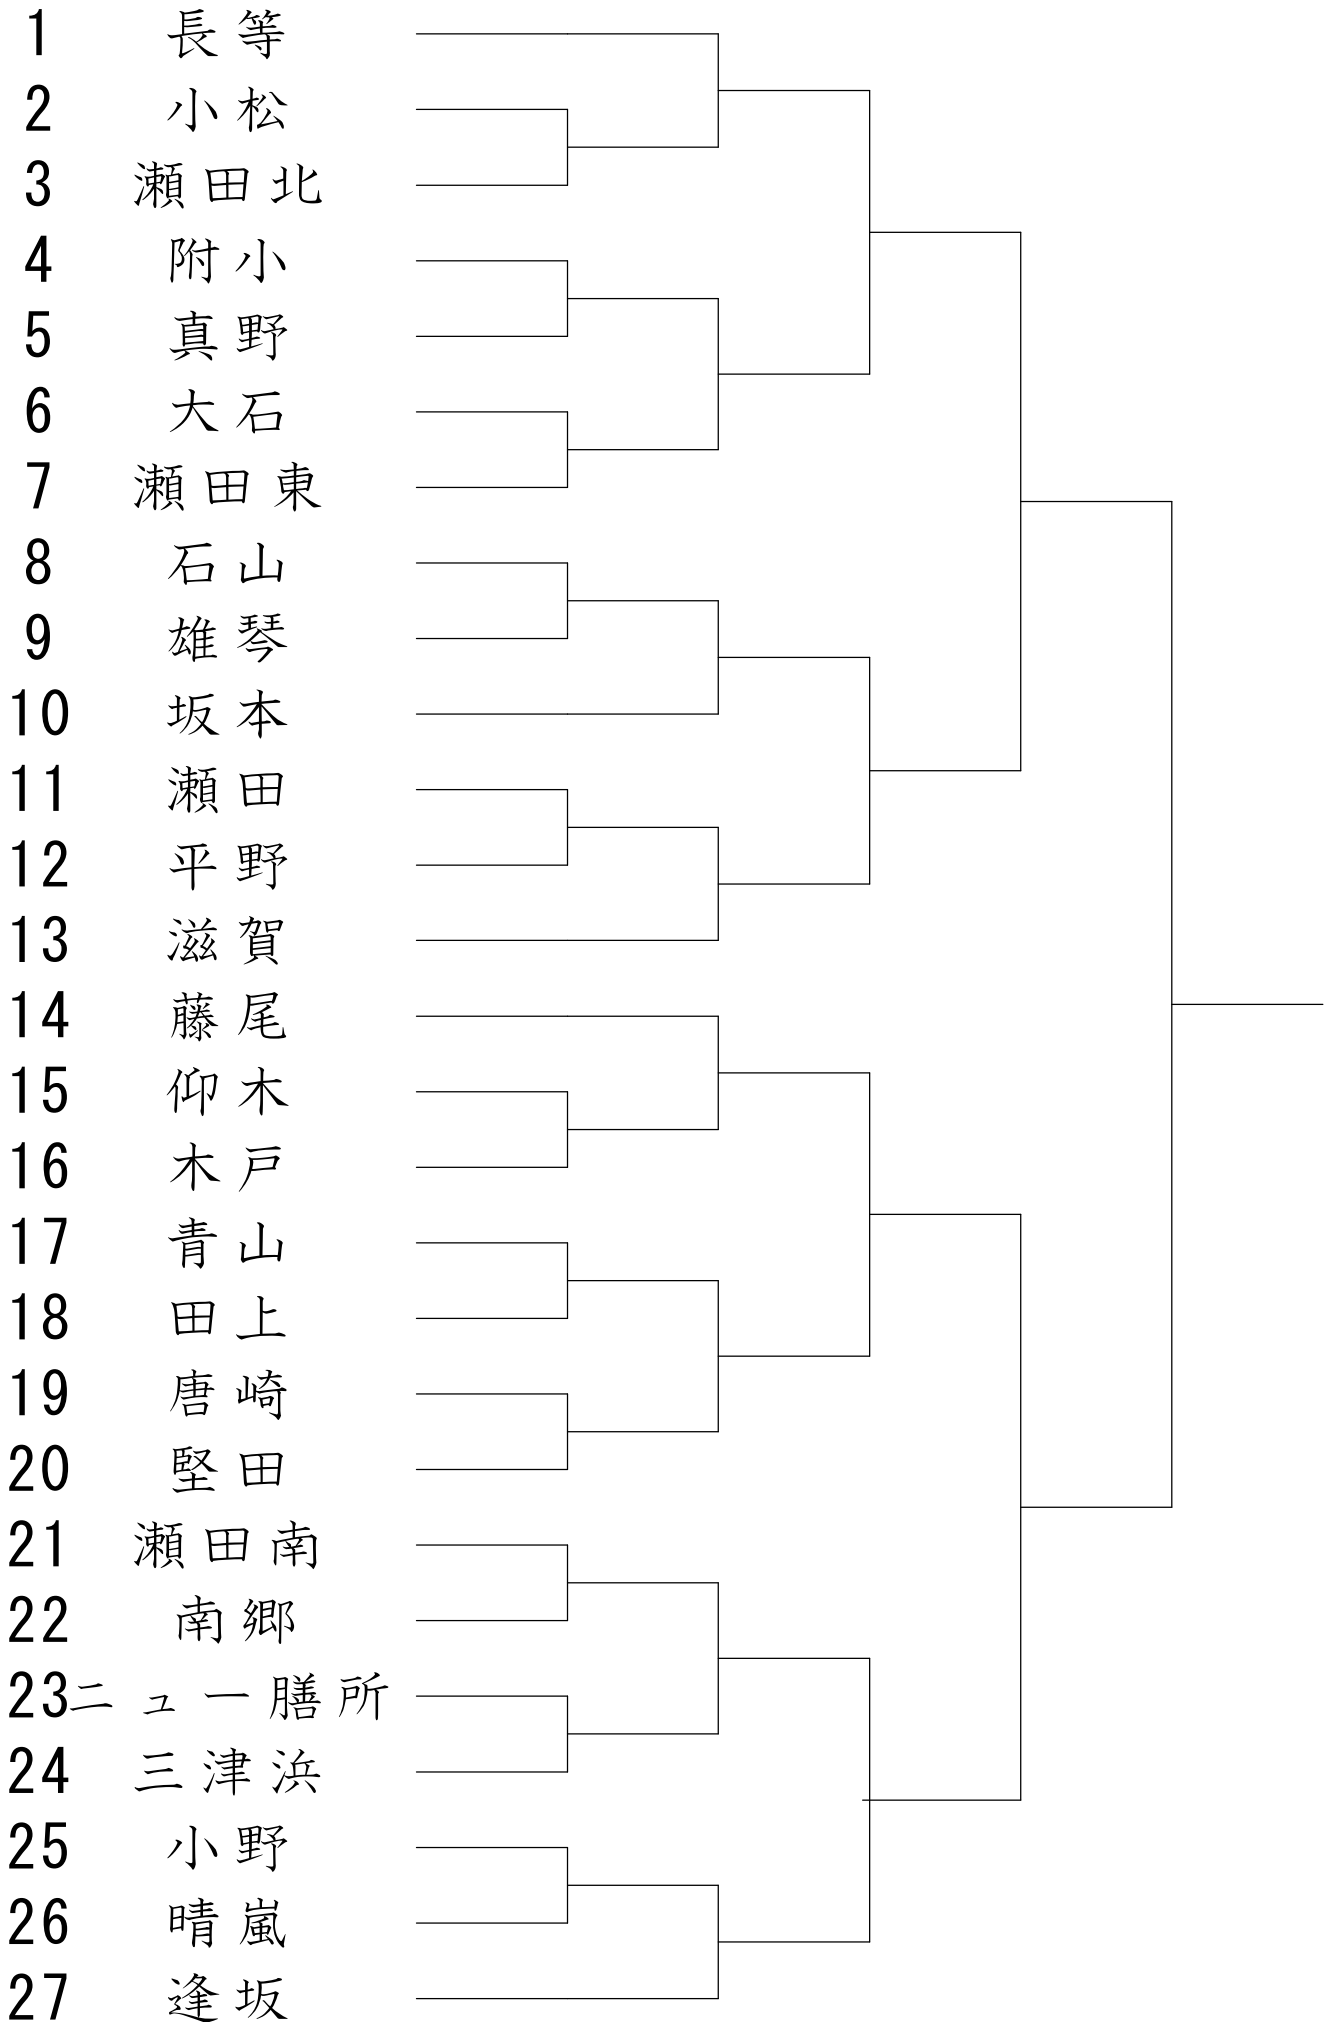 1 長等
2 小松
3 瀬田北
4 附小
5 真野
6 大石
7 瀬田東
8 石山
9 雄琴
10 坂本
11 瀬田
12 平野
13 滋賀
14 藤尾
15 仰木
16 木戸
17 青山
18 田上
19 唐崎
20 堅田
21 瀬田南
22 南郷
23 ニュー膳所
24 三津浜
25 小野
26 晴嵐
27 逢坂